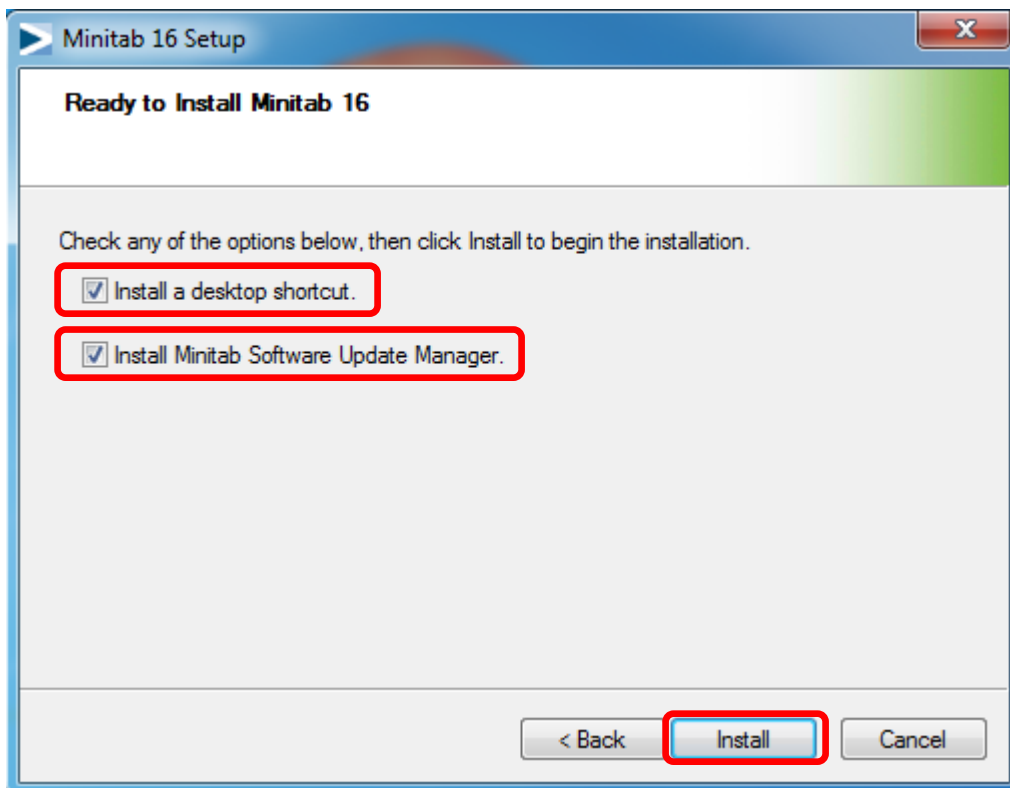 Minitab 16 Setup
Ready to Install Minitab 16
Check any of the options below, then click Install to begin the installation.
Install a desktop shortcut.
Install Minitab Software Update Manager.
< Back Install Cancel